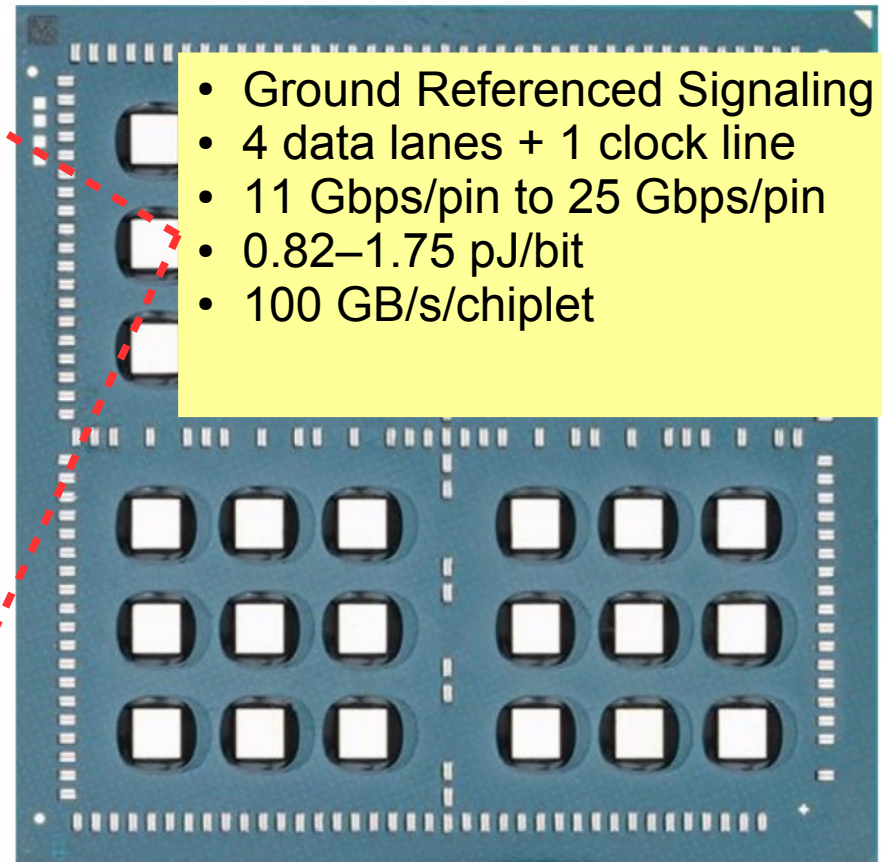 • Ground Referenced Signaling
• 4 data lanes + 1 clock line
• 11 Gbps/pin to 25 Gbps/pin
• 0.82–1.75 pJ/bit
• 100 GB/s/chiplet